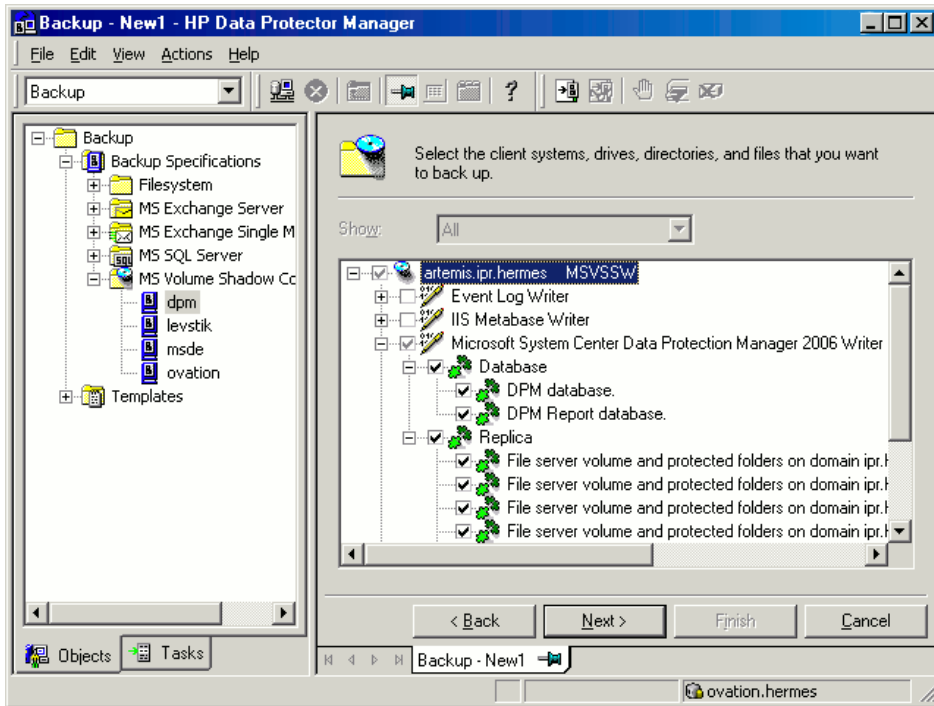 Backup - New1 - HP Data Protector Manager
File Edit View Actions Help
Backup
Backup
Backup Specifications
Filesystem
MS Exchange Server
MS Exchange Single M
MS SQL Server
MS Volume Shadow Co
dpm
levstik
msde
ovation
Templates
Objects
Tasks
Select the client systems, drives, directories, and files that you want
to back up.
Show: All
artemis.ipr.hermes MSVSSW
Event Log Writer
IIS Metabase Writer
Microsoft System Center Data Protection Manager 2006 Writer
Database
DPM database.
DPM Report database.
Replica
File server volume and protected folders on domain ipr.
File server volume and protected folders on domain ipr.
File server volume and protected folders on domain ipr.
File server volume and protected folders on domain ipr.
< Back Next > Finish Cancel
Backup - New1
ovation.hermes